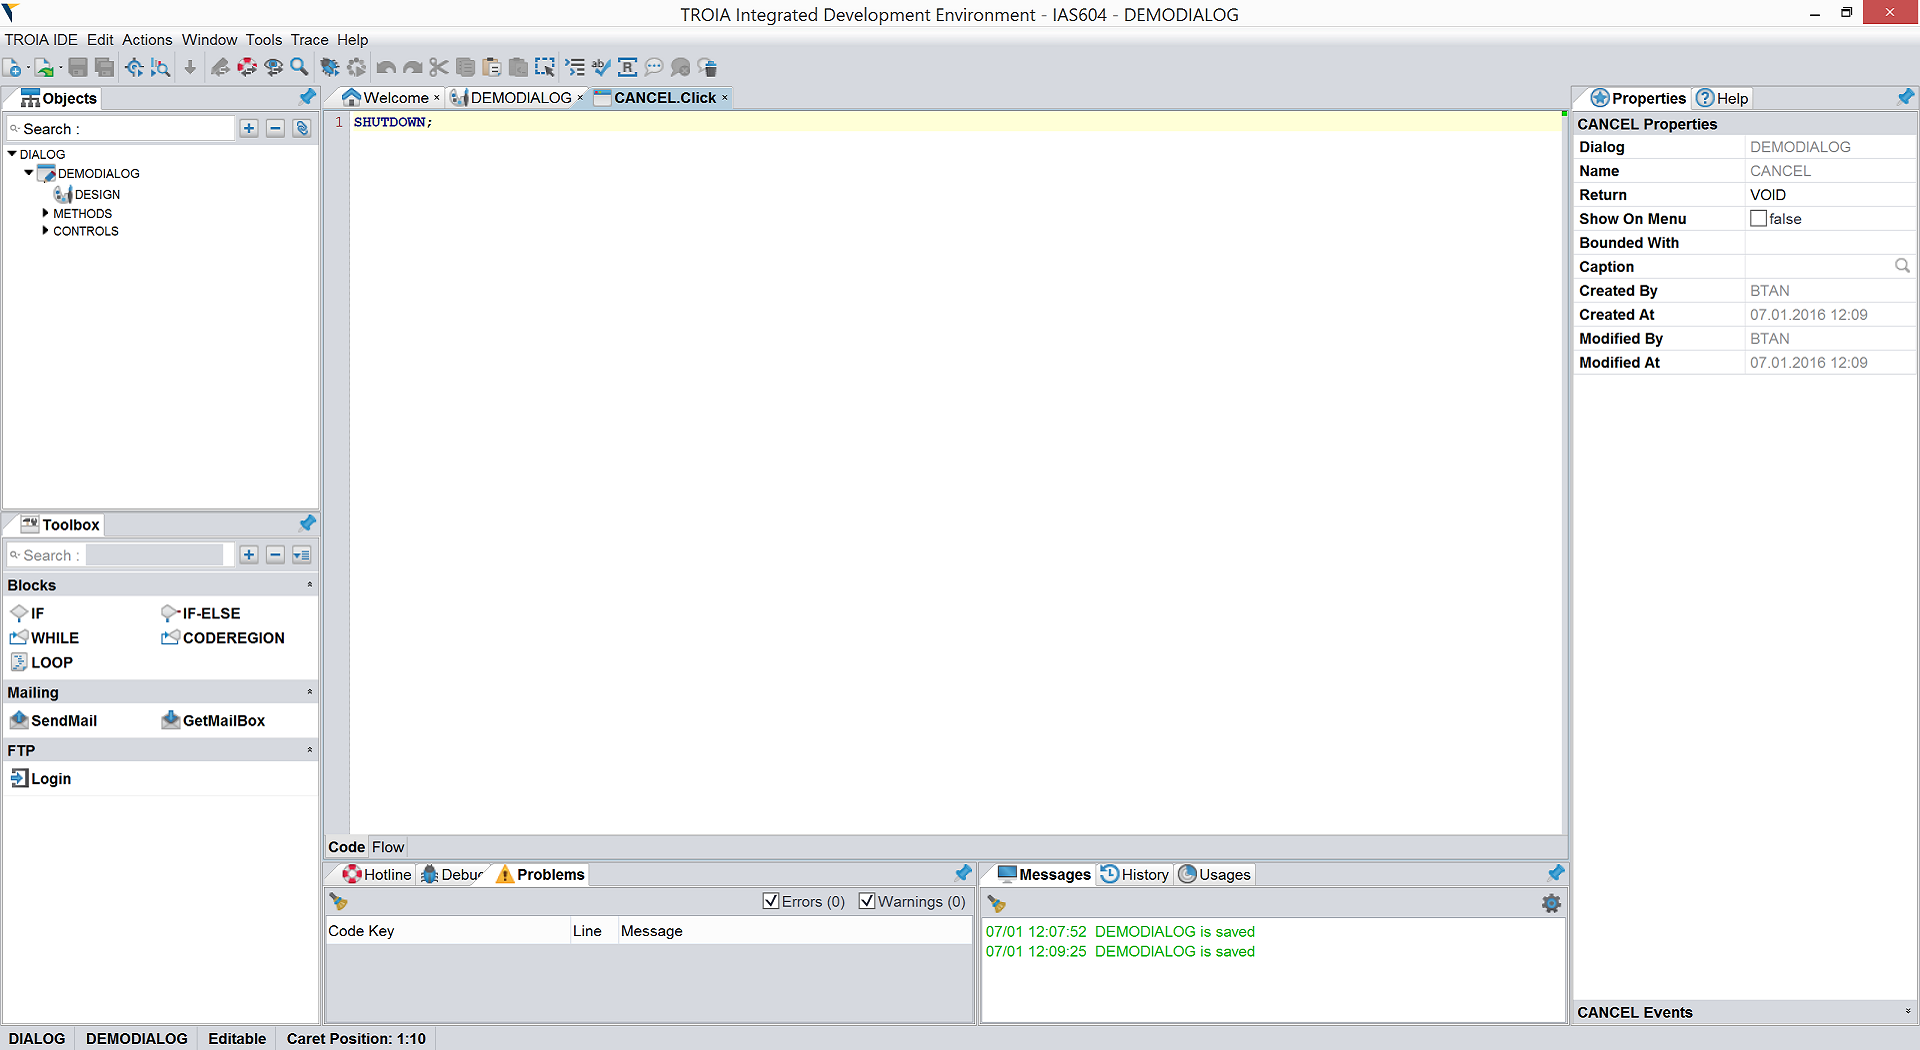 TROIA Integrated Development Environment - IAS604 - DEMODIALOG
TROIA IDE Edit Actions Window Tools Trace Help
Objects
Search :
DIALOG
DEMODIALOG
DESIGN
METHODS
CONTROLS
Toolbox
Search :
Blocks
IF IF-ELSE
WHILE CODEREGION
LOOP
Mailing
SendMail GetMailBox
FTP
Login
Welcome × DEMODIALOG × CANCEL.Click ×
1 SHUTDOWN;
Code Flow
Hotline Debug Problems
Errors (0) Warnings (0)
Code Key Line Message
Messages History Usages
07/01 12:07:52 DEMODIALOG is saved
07/01 12:09:25 DEMODIALOG is saved
Properties Help
CANCEL Properties
Dialog DEMODIALOG
Name CANCEL
Return VOID
Show On Menu false
Bounded With
Caption
Created By BTAN
Created At 07.01.2016 12:09
Modified By BTAN
Modified At 07.01.2016 12:09
CANCEL Events
DIALOG DEMODIALOG Editable Caret Position: 1:10